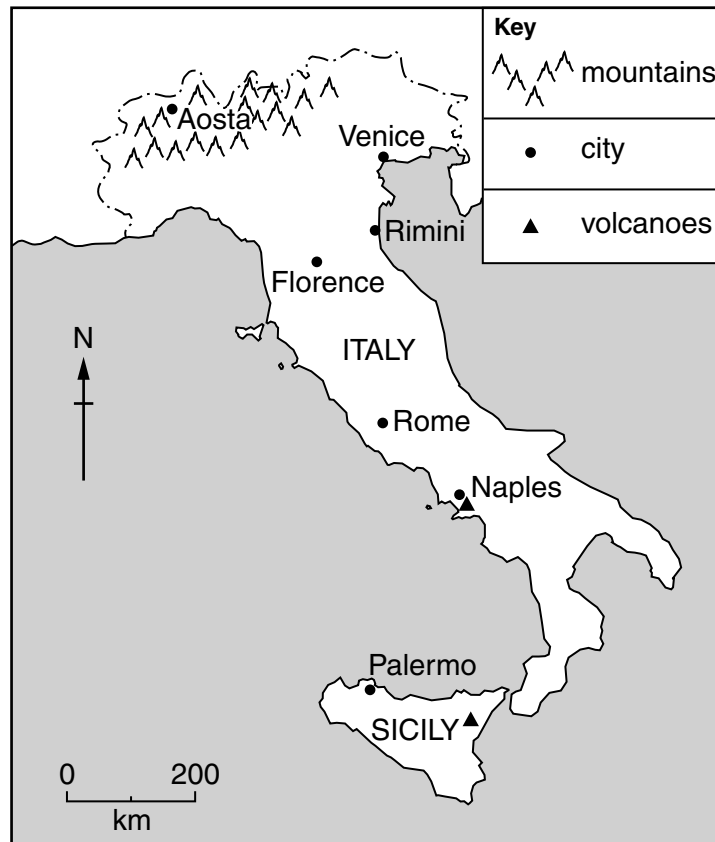 Key
mountains
city
volcanoes
Aosta
Venice
Rimini
Florence
N
ITALY
Rome
Naples
Palermo
SICILY
0 200
km